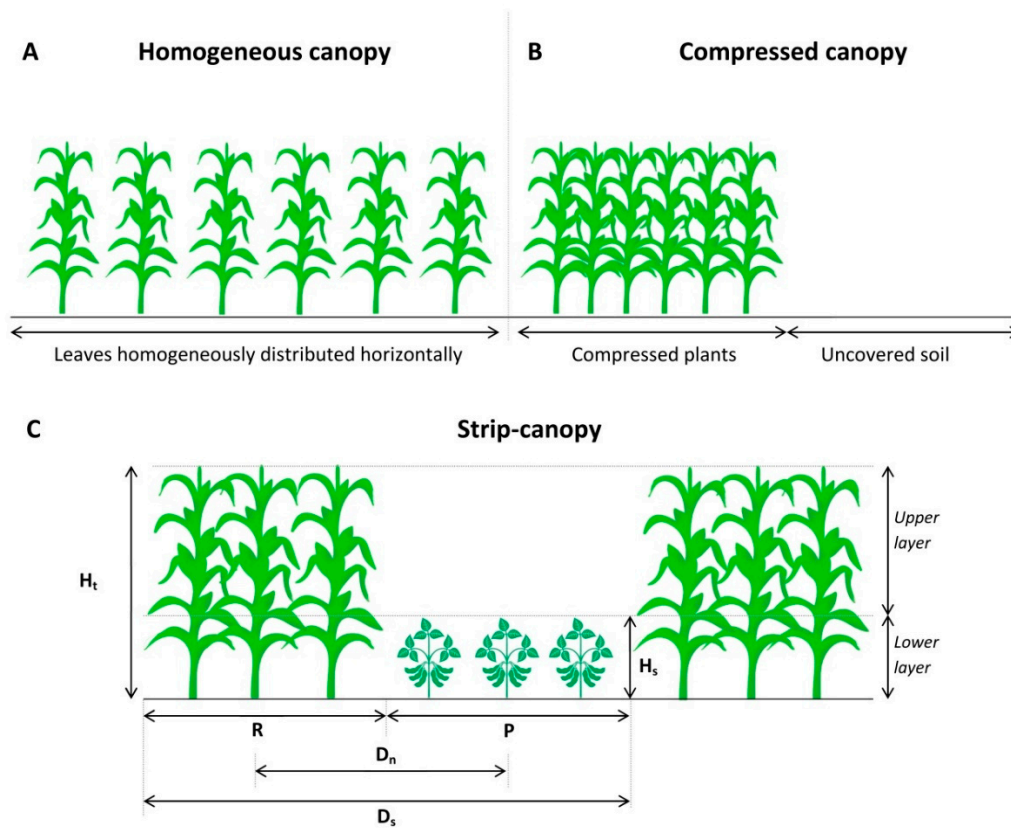 A
Homogeneous canopy
B
Compressed canopy
Leaves homogeneously distributed horizontally
Compressed plants
Uncovered soil
C
Strip-canopy
Upper
layer
Hₜ
Lower
layer
Hₛ
R
P
Dₙ
Dₛ